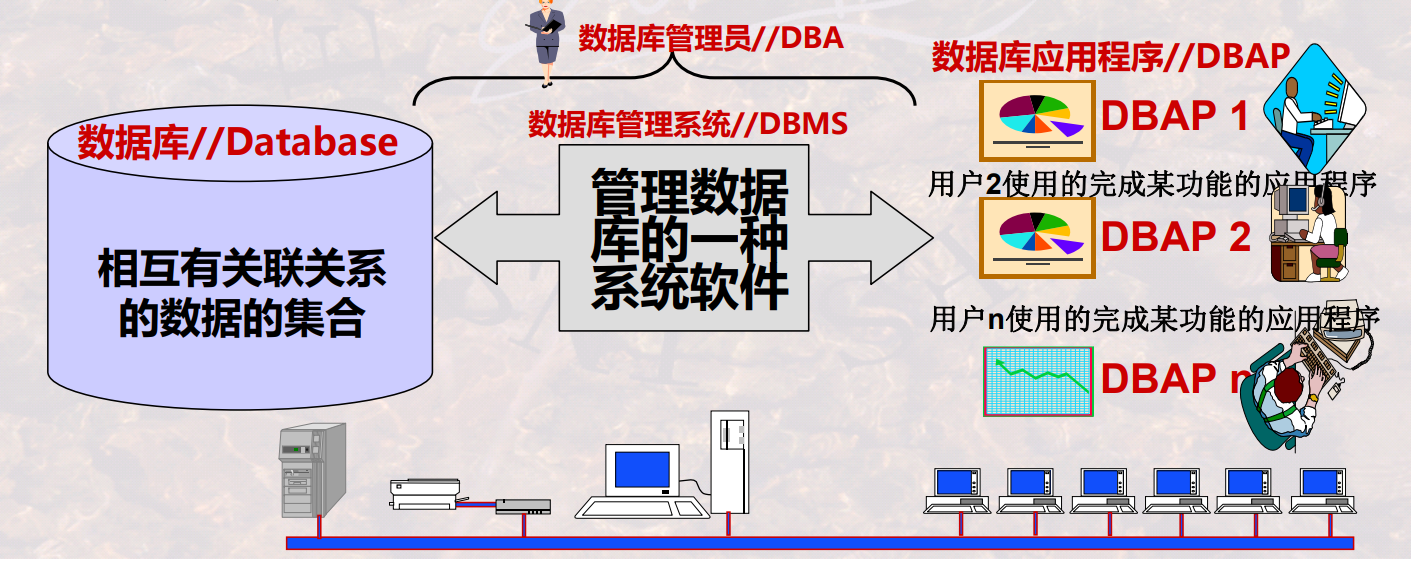 数据库管理员//DBA
数据库应用程序//DBAP
数据库管理系统//DBMS
数据库//Database
相互有关联关系
的数据的集合
管理数据
库的一种
系统软件
DBAP 1
用户2使用的完成某功能的应用程序
DBAP 2
用户n使用的完成某功能的应用程序
DBAP n